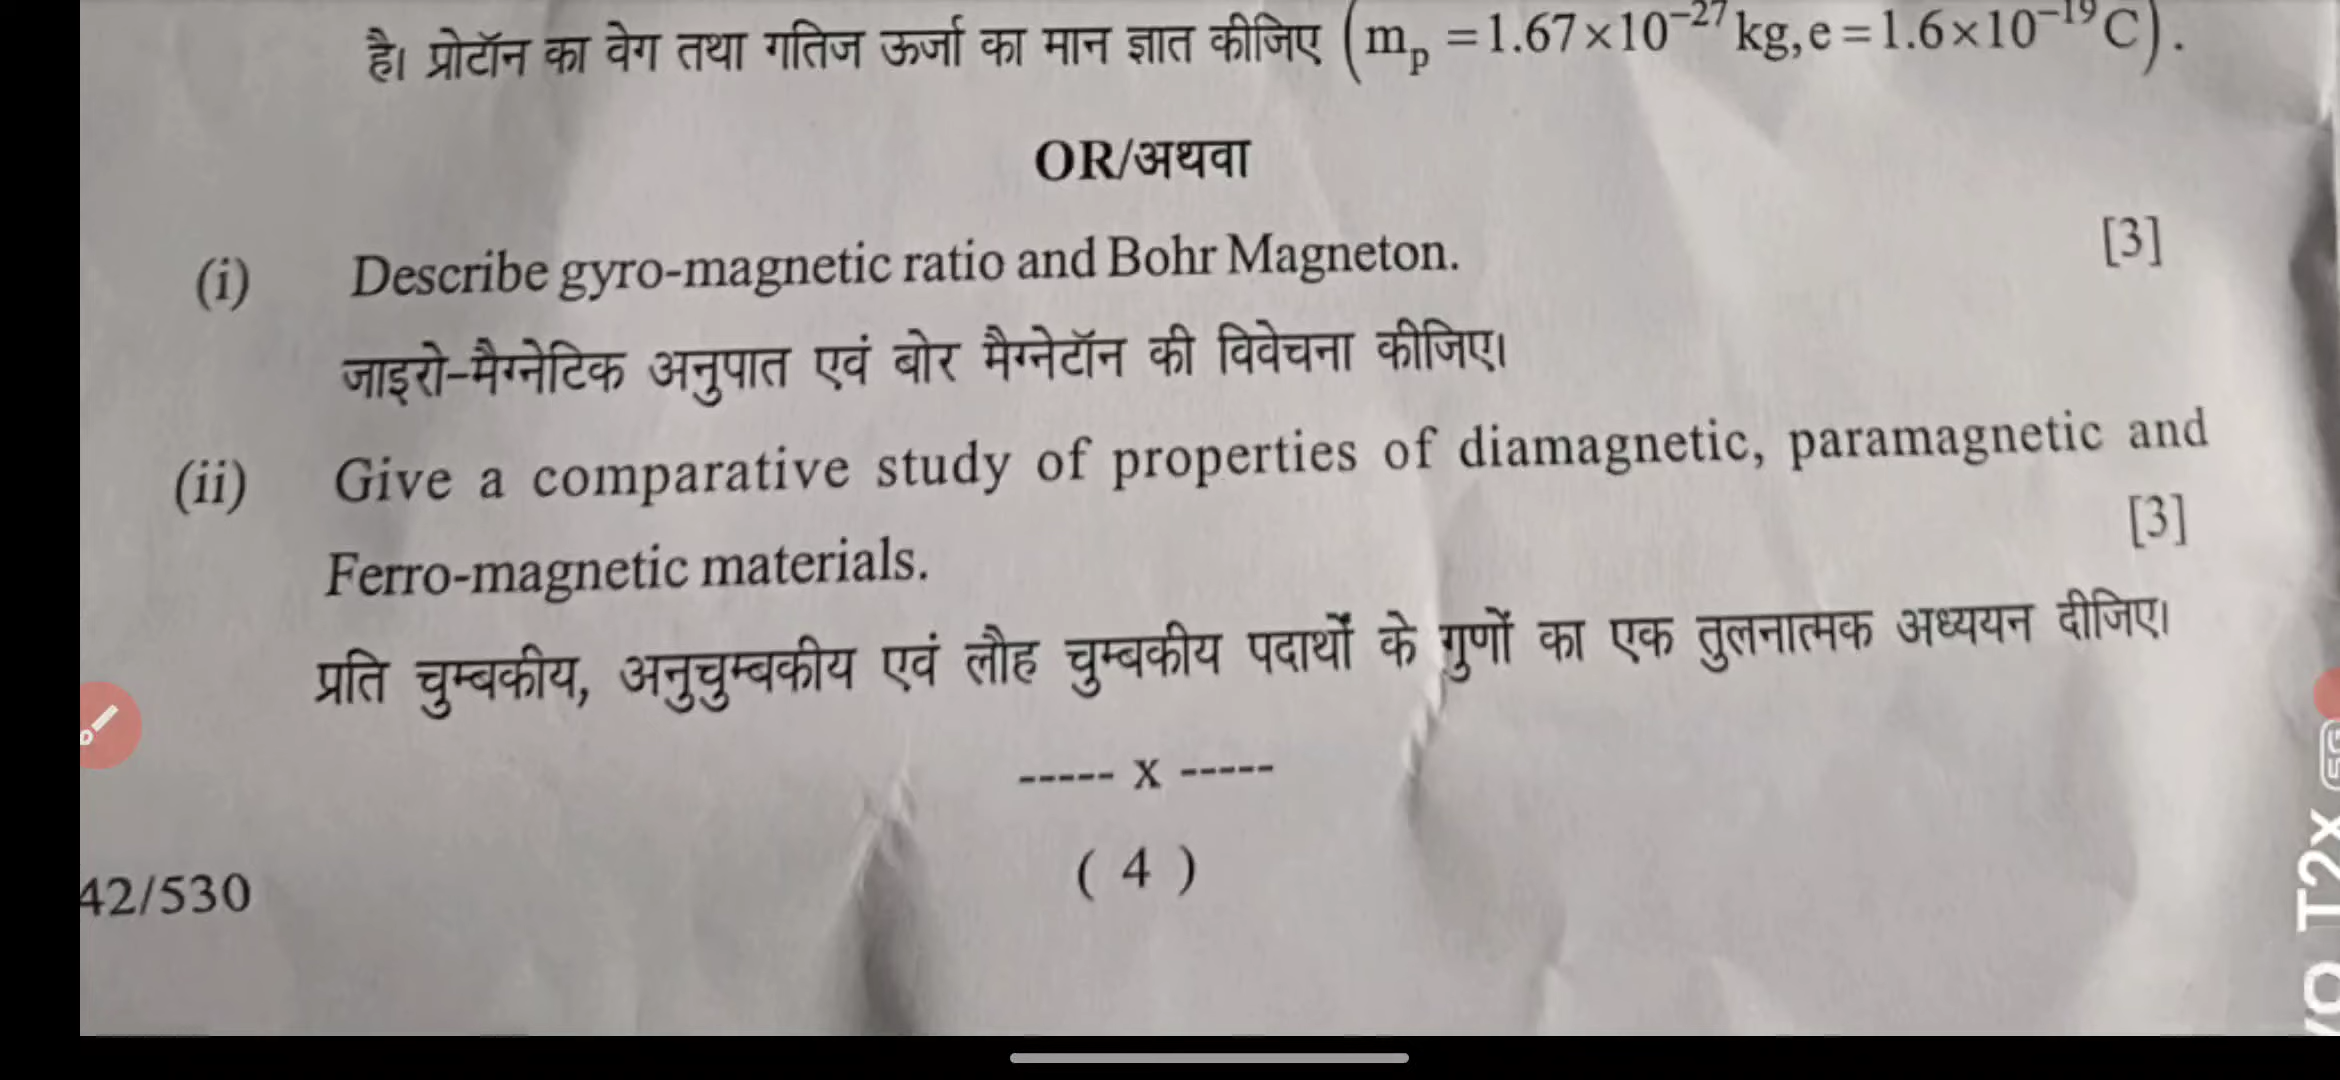 है। प्रोटॉन का वेग तथा गतिज ऊर्जा का मान ज्ञात कीजिए (mₚ = 1.67×10⁻²⁷ kg, e = 1.6×10⁻¹⁹ C).
OR/अथवा
(i) Describe gyro-magnetic ratio and Bohr Magneton. [3]
जाइरो-मैग्नेटिक अनुपात एवं बोर मैग्नेटॉन की विवेचना कीजिए।
(ii) Give a comparative study of properties of diamagnetic, paramagnetic and
Ferro-magnetic materials. [3]
प्रति चुम्बकीय, अनुचुम्बकीय एवं लौह चुम्बकीय पदार्थों के गुणों का एक तुलनात्मक अध्ययन दीजिए।
----- x -----
( 4 )
42/530
T2x 5G